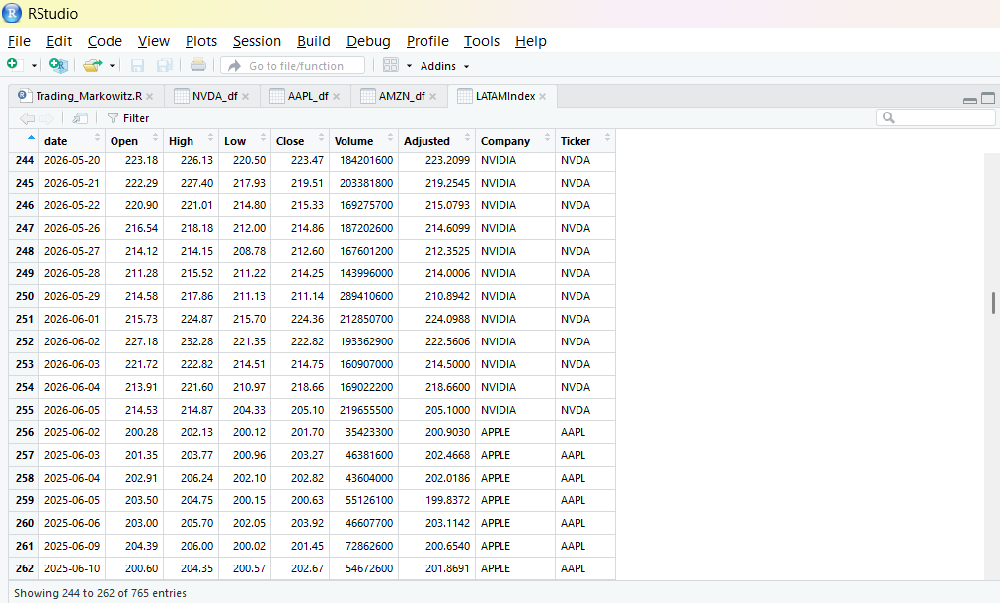 RStudio
File Edit Code View Plots Session Build Debug Profile Tools Help
Go to file/function Addins
Trading_Markowitz.R NVDA_df AAPL_df AMZN_df LATAMIndex
Filter
date Open High Low Close Volume Adjusted Company Ticker
244 2026-05-20 223.18 226.13 220.50 223.47 184201600 223.2099 NVIDIA NVDA
245 2026-05-21 222.29 227.40 217.93 219.51 203381800 219.2545 NVIDIA NVDA
246 2026-05-22 220.90 221.01 214.80 215.33 169275700 215.0793 NVIDIA NVDA
247 2026-05-26 216.54 218.18 212.00 214.86 187202600 214.6099 NVIDIA NVDA
248 2026-05-27 214.12 214.15 208.78 212.60 167601200 212.3525 NVIDIA NVDA
249 2026-05-28 211.28 215.52 211.22 214.25 143996000 214.0006 NVIDIA NVDA
250 2026-05-29 214.58 217.86 211.13 211.14 289410600 210.8942 NVIDIA NVDA
251 2026-06-01 215.73 224.87 215.70 224.36 212850700 224.0988 NVIDIA NVDA
252 2026-06-02 227.18 232.28 221.35 222.82 193362900 222.5606 NVIDIA NVDA
253 2026-06-03 221.72 222.82 214.51 214.75 160907000 214.5000 NVIDIA NVDA
254 2026-06-04 213.91 221.60 210.97 218.66 169022200 218.6600 NVIDIA NVDA
255 2026-06-05 214.53 214.87 204.33 205.10 219655500 205.1000 NVIDIA NVDA
256 2025-06-02 200.28 202.13 200.12 201.70 35423300 200.9030 APPLE AAPL
257 2025-06-03 201.35 203.77 200.96 203.27 46381600 202.4668 APPLE AAPL
258 2025-06-04 202.91 206.24 202.10 202.82 43604000 202.0186 APPLE AAPL
259 2025-06-05 203.50 204.75 200.15 200.63 55126100 199.8372 APPLE AAPL
260 2025-06-06 203.00 205.70 202.05 203.92 46607700 203.1142 APPLE AAPL
261 2025-06-09 204.39 206.00 200.02 201.45 72862600 200.6540 APPLE AAPL
262 2025-06-10 200.60 204.35 200.57 202.67 54672600 201.8691 APPLE AAPL
Showing 244 to 262 of 765 entries